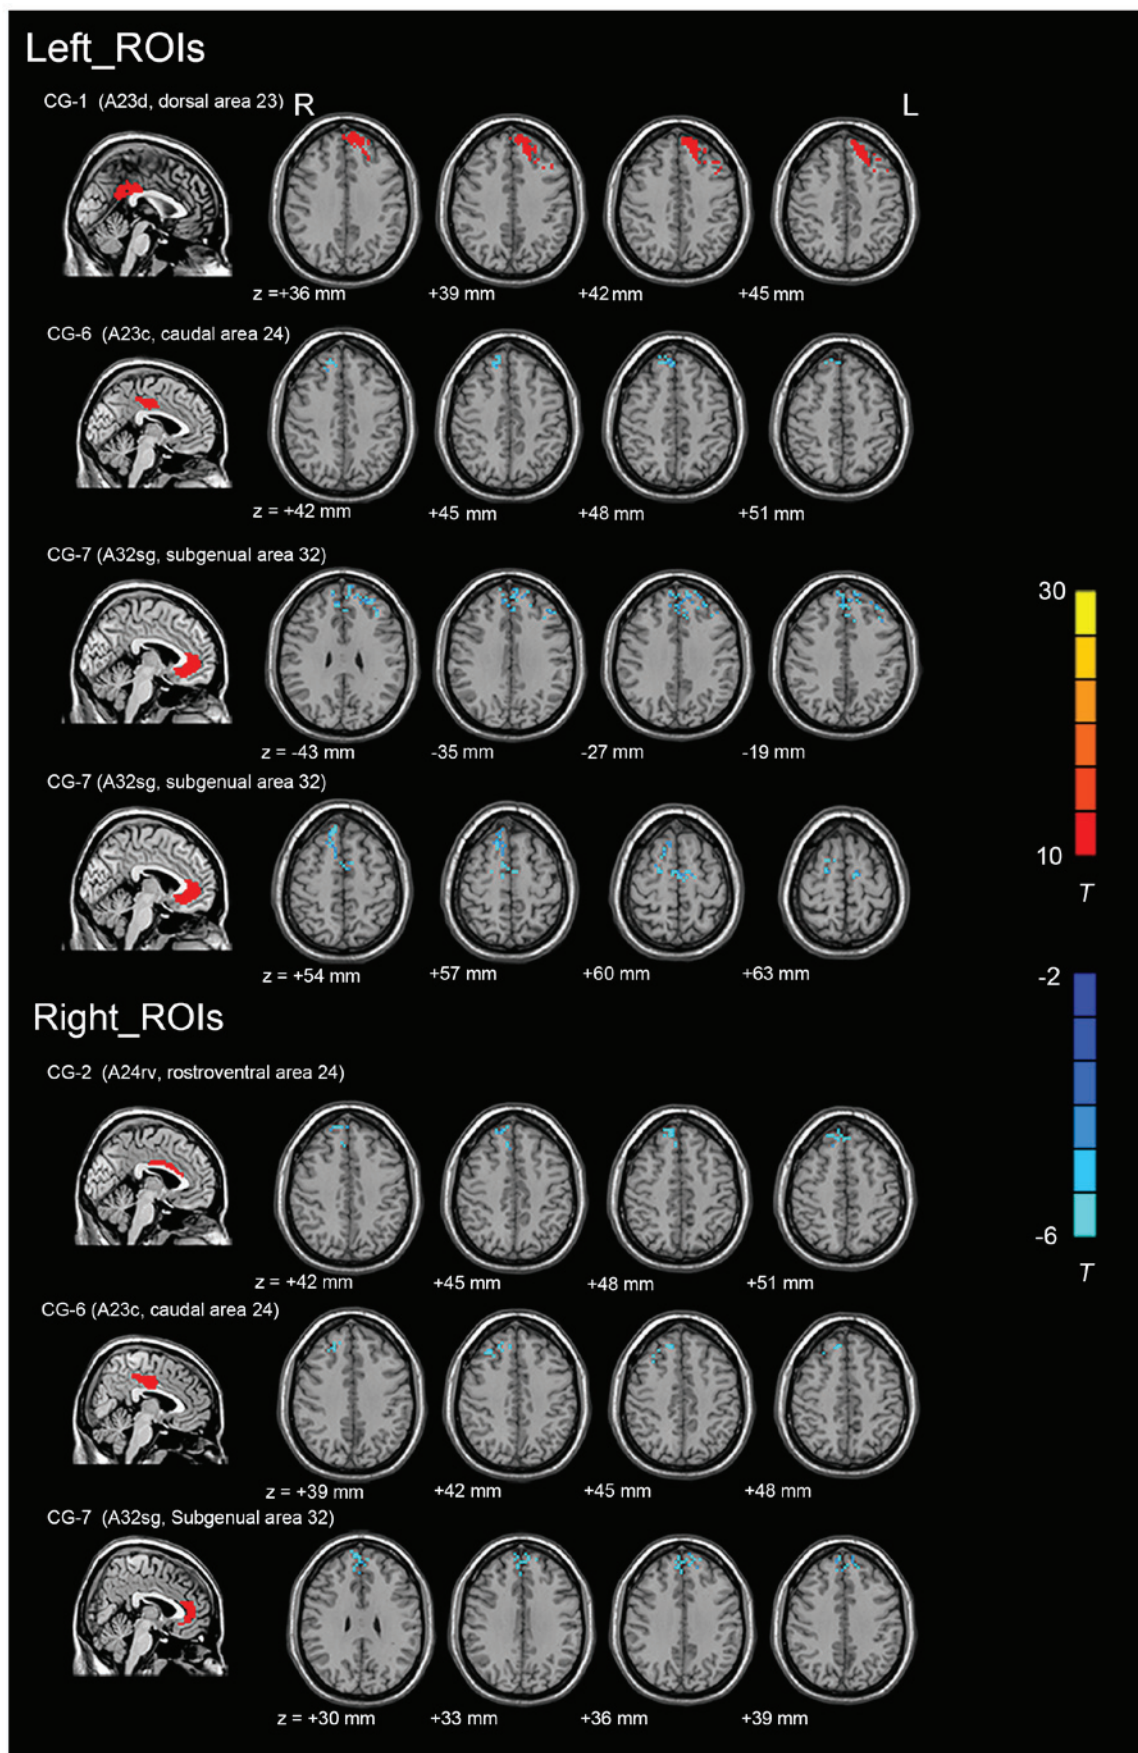 Left_ROIs
CG-1 (A23d, dorsal area 23) R L
z =+36 mm +39 mm +42 mm +45 mm
CG-6 (A23c, caudal area 24)
z = +42 mm +45 mm +48 mm +51 mm
CG-7 (A32sg, subgenual area 32)
30
z = -43 mm -35 mm -27 mm -19 mm
CG-7 (A32sg, subgenual area 32)
10
T
z = +54 mm +57 mm +60 mm +63 mm
-2
Right_ROIs
CG-2 (A24rv, rostroventral area 24)
-6
T
z = +42 mm +45 mm +48 mm +51 mm
CG-6 (A23c, caudal area 24)
z = +39 mm +42 mm +45 mm +48 mm
CG-7 (A32sg, Subgenual area 32)
z = +30 mm +33 mm +36 mm +39 mm